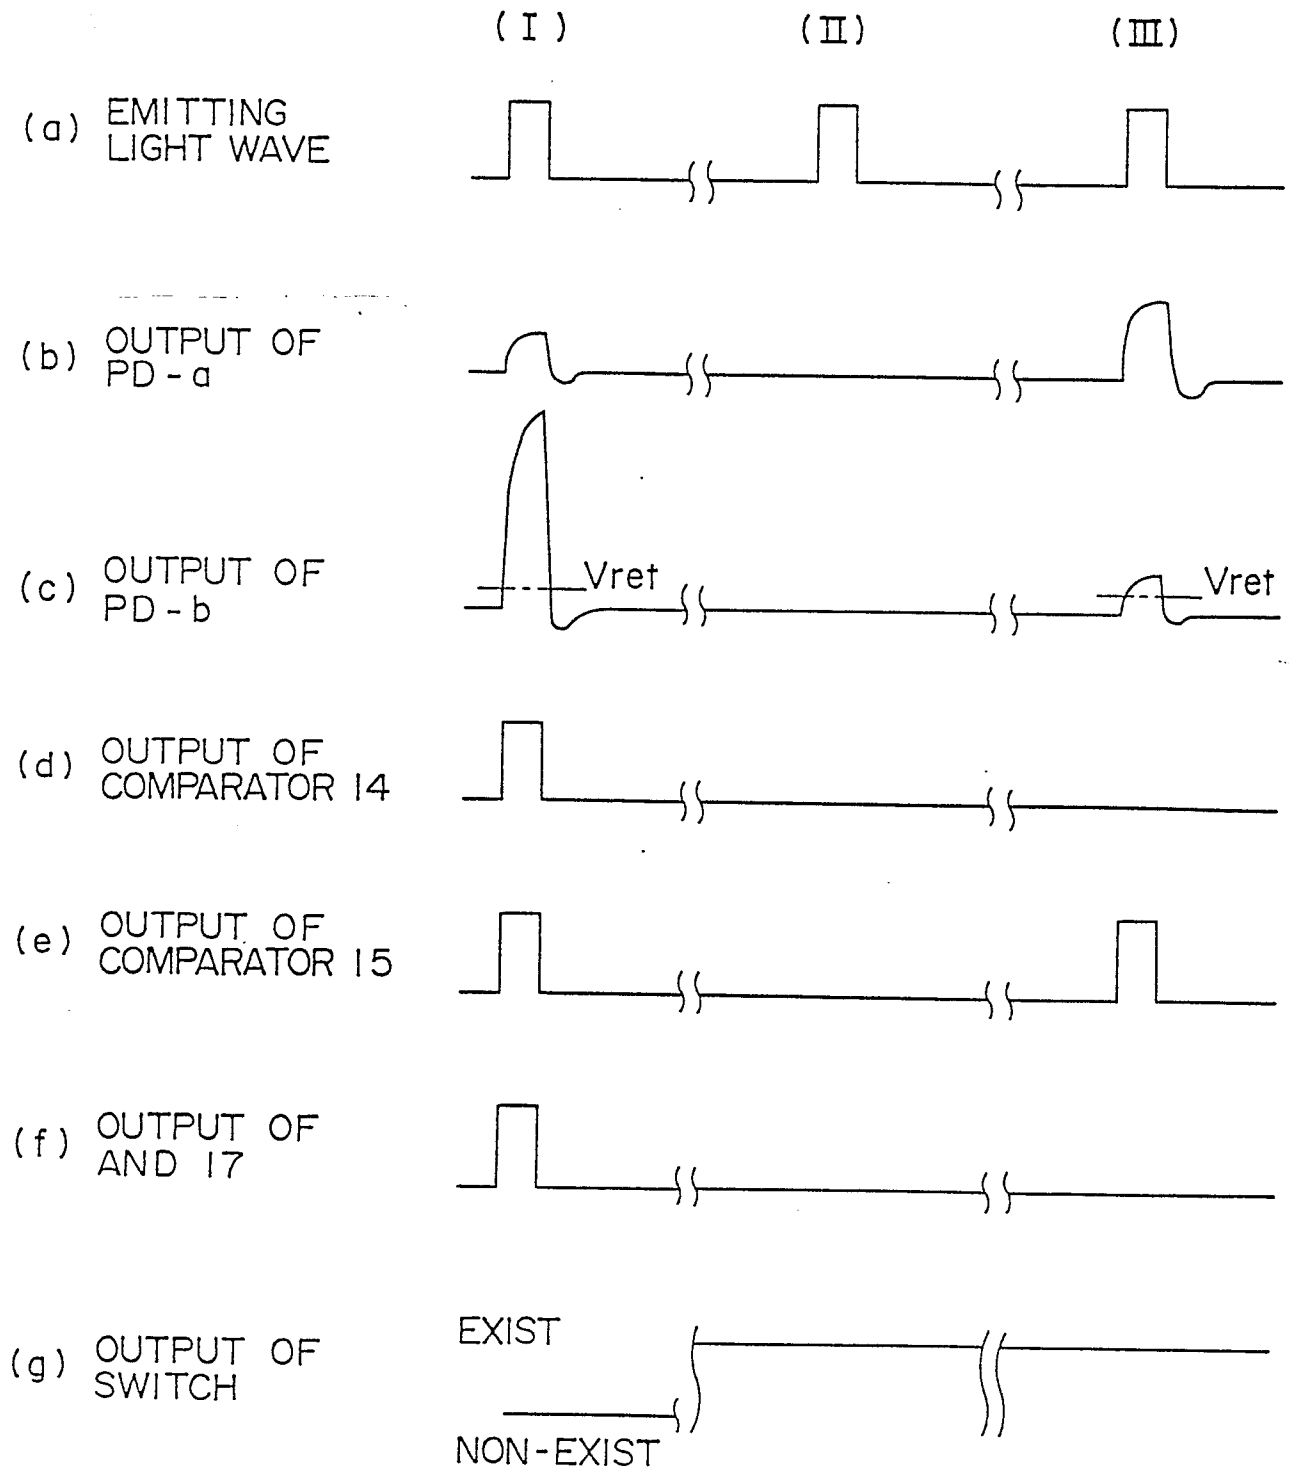 (I) (II) (III)
(a) EMITTING
LIGHT WAVE
(b) OUTPUT OF
PD-a
(c) OUTPUT OF
PD-b
Vret
Vret
(d) OUTPUT OF
COMPARATOR 14
(e) OUTPUT OF
COMPARATOR 15
(f) OUTPUT OF
AND 17
(g) OUTPUT OF
SWITCH
EXIST
NON-EXIST